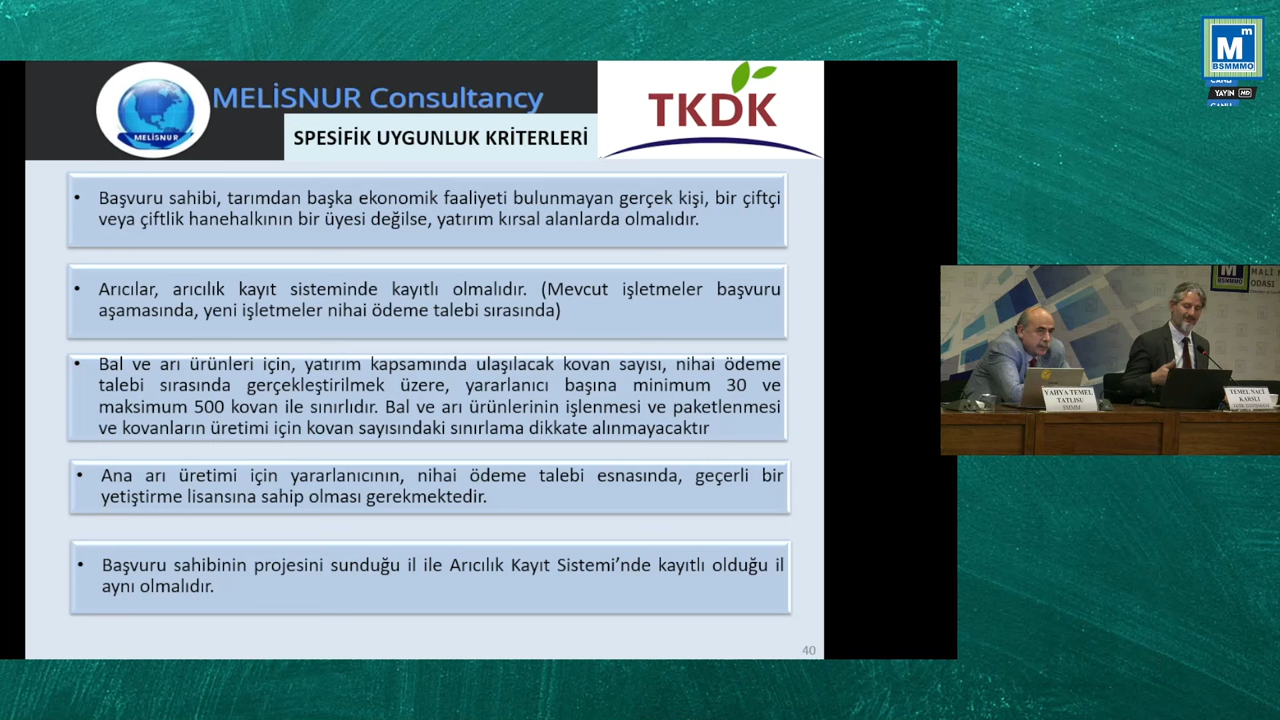 MELİSNUR Consultancy
MELİSNUR
SPESİFİK UYGUNLUK KRİTERLERİ
TKDK
• Başvuru sahibi, tarımdan başka ekonomik faaliyeti bulunmayan gerçek kişi, bir çiftçi
veya çiftlik hanehalkının bir üyesi değilse, yatırım kırsal alanlarda olmalıdır.
• Arıcılar, arıcılık kayıt sisteminde kayıtlı olmalıdır. (Mevcut işletmeler başvuru
aşamasında, yeni işletmeler nihai ödeme talebi sırasında)
• Bal ve arı ürünleri için, yatırım kapsamında ulaşılacak kovan sayısı, nihai ödeme
talebi sırasında gerçekleştirilmek üzere, yararlanıcı başına minimum 30 ve
maksimum 500 kovan ile sınırlıdır. Bal ve arı ürünlerinin işlenmesi ve paketlenmesi
ve kovanların üretimi için kovan sayısındaki sınırlama dikkate alınmayacaktır
• Ana arı üretimi için yararlanıcının, nihai ödeme talebi esnasında, geçerli bir
yetiştirme lisansına sahip olması gerekmektedir.
• Başvuru sahibinin projesini sunduğu il ile Arıcılık Kayıt Sistemi’nde kayıtlı olduğu il
aynı olmalıdır.
40
Mm
BSMMMO
YAYIN HD
MALİ M
ODASI
YAHYA TEMEL
TATLISU
SMMM
TEMEL NACİ
KARSLI